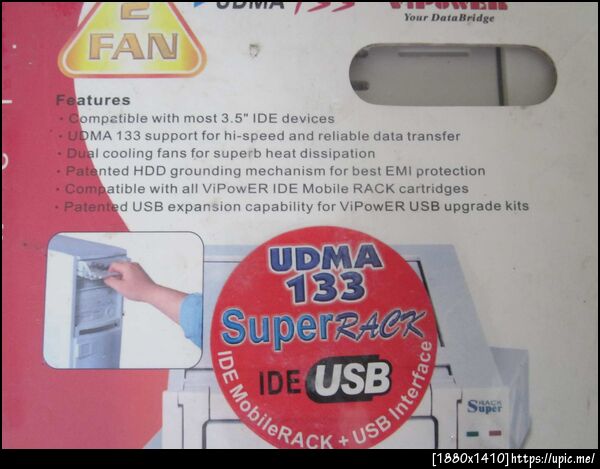 2
FAN
UDMA 133
ViPowER
Your DataBridge
Features
· Compatible with most 3.5" IDE devices
· UDMA 133 support for hi-speed and reliable data transfer
· Dual cooling fans for superb heat dissipation
· Patented HDD grounding mechanism for best EMI protection
· Compatible with all ViPowER IDE Mobile RACK cartridges
· Patented USB expansion capability for ViPowER USB upgrade kits
UDMA
133
SuperRACK
IDE USB
IDE MobileRACK + USB Interface
RACK
Super
[1880x1410]https://upic.me/